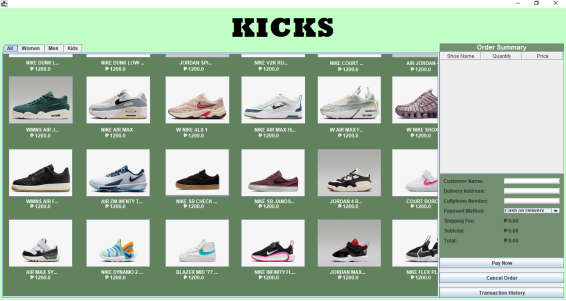 KICKS
All Women Men Kids
Order Summary
Shoe Name Quantity Price
NIKE DUNK L... NIKE DUNK LOW ... JORDAN SPI... NIKE V2K RU... NIKE COURT ... AIR JORDAN
₱ 1200.0 ₱ 1200.0 ₱ 1200.0 ₱ 1200.0 ₱ 1200.0 ₱ 1200.0
WMNS AIR J... NIKE AIR MAX W NIKE AL8 1 NIKE AIR MAX IS... W AIR MAX F... W NIKE SHOX
₱ 1200.0 ₱ 1200.0 ₱ 1200.0 ₱ 1200.0 ₱ 1200.0 ₱ 1200.0
WMNS AIR F... AIR ZM INFNITY T... NIKE SB CHECK ... NIKE SB JANOS... JORDAN 4 R... COURT BORO
₱ 1200.0 ₱ 1200.0 ₱ 1200.0 ₱ 1200.0 ₱ 1200.0 ₱ 1200.0
AIR MAX SY... NIKE DYNAMO 2 ... BLAZER MID '77 ... NIKE INFINITY FL... JORDAN MAX... NIKE FLEX PL
₱ 1200.0 ₱ 1200.0 ₱ 1200.0 ₱ 1200.0 ₱ 1200.0 ₱ 1200.0
Customer Name:
Delivery Address:
Cellphone Number:
Payment Method: Cash on Delivery
Shipping Fee: ₱ 0.00
Subtotal: ₱ 0.00
Total: ₱ 0.00
Pay Now
Cancel Order
Transaction History